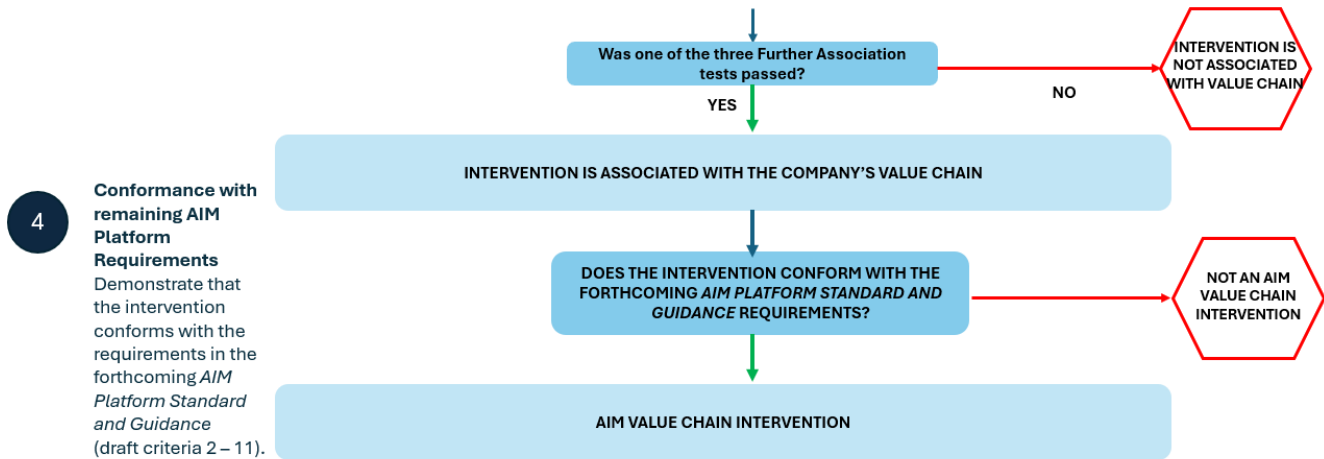 Was one of the three Further Association
tests passed?
INTERVENTION IS
NOT ASSOCIATED
WITH VALUE CHAIN
YES
NO
INTERVENTION IS ASSOCIATED WITH THE COMPANY’S VALUE CHAIN
4
Conformance with
remaining AIM
Platform
Requirements
Demonstrate that
the intervention
conforms with the
requirements in the
forthcoming AIM
Platform Standard
and Guidance
(draft criteria 2 – 11).
DOES THE INTERVENTION CONFORM WITH THE
FORTHCOMING AIM PLATFORM STANDARD AND
GUIDANCE REQUIREMENTS?
NOT AN AIM
VALUE CHAIN
INTERVENTION
AIM VALUE CHAIN INTERVENTION